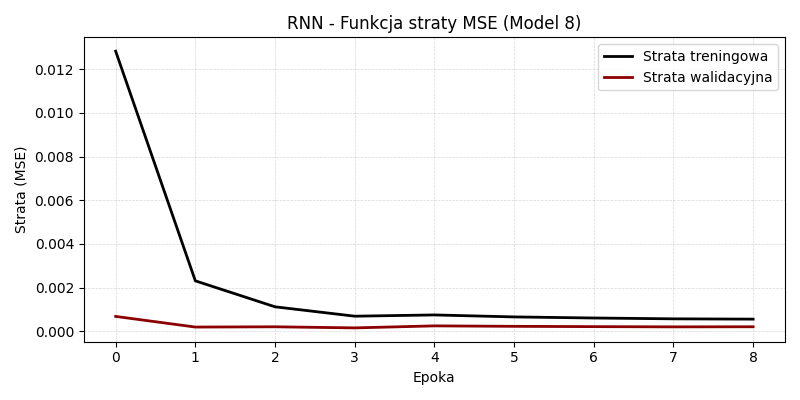 RNN - Funkcja straty MSE (Model 8)
Strata treningowa
Strata walidacyjna
Strata (MSE)
0.012
0.010
0.008
0.006
0.004
0.002
0.000
0 1 2 3 4 5 6 7 8
Epoka